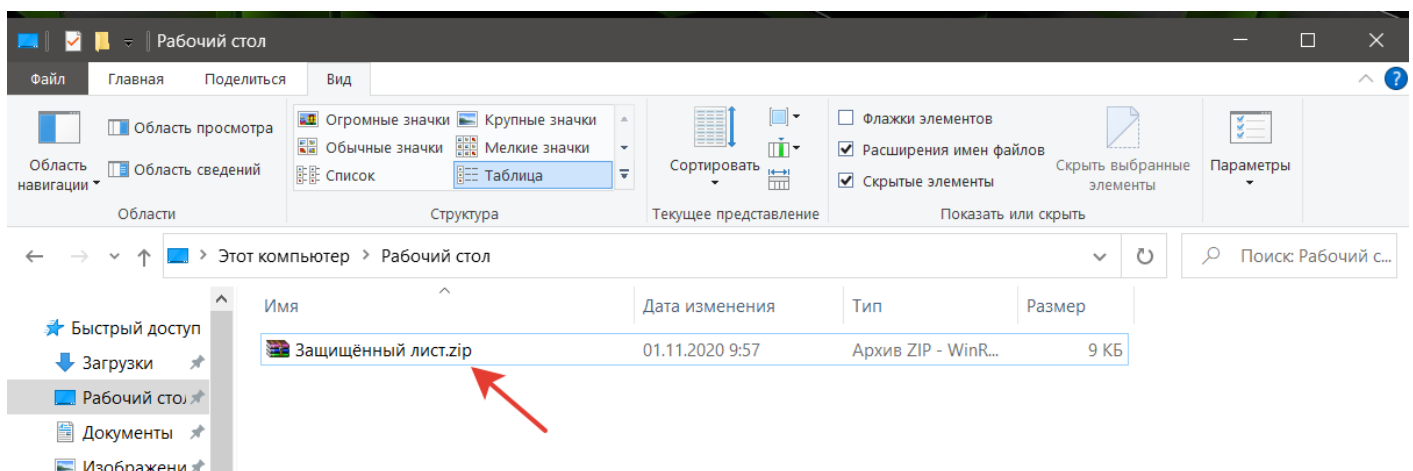 Рабочий стол
Файл Главная Поделиться Вид
Область навигации
Область просмотра
Область сведений
Области
Огромные значки Крупные значки
Обычные значки Мелкие значки
Список Таблица
Структура
Сортировать
Текущее представление
Флажки элементов
Расширения имен файлов
Скрытые элементы
Скрыть выбранные
элементы
Показать или скрыть
Параметры
Этот компьютер > Рабочий стол
Поиск: Рабочий с...
Имя Дата изменения Тип Размер
Быстрый доступ
Защищённый лист.zip 01.11.2020 9:57 Архив ZIP - WinR... 9 КБ
Загрузки
Рабочий сто
Документы
Изображени